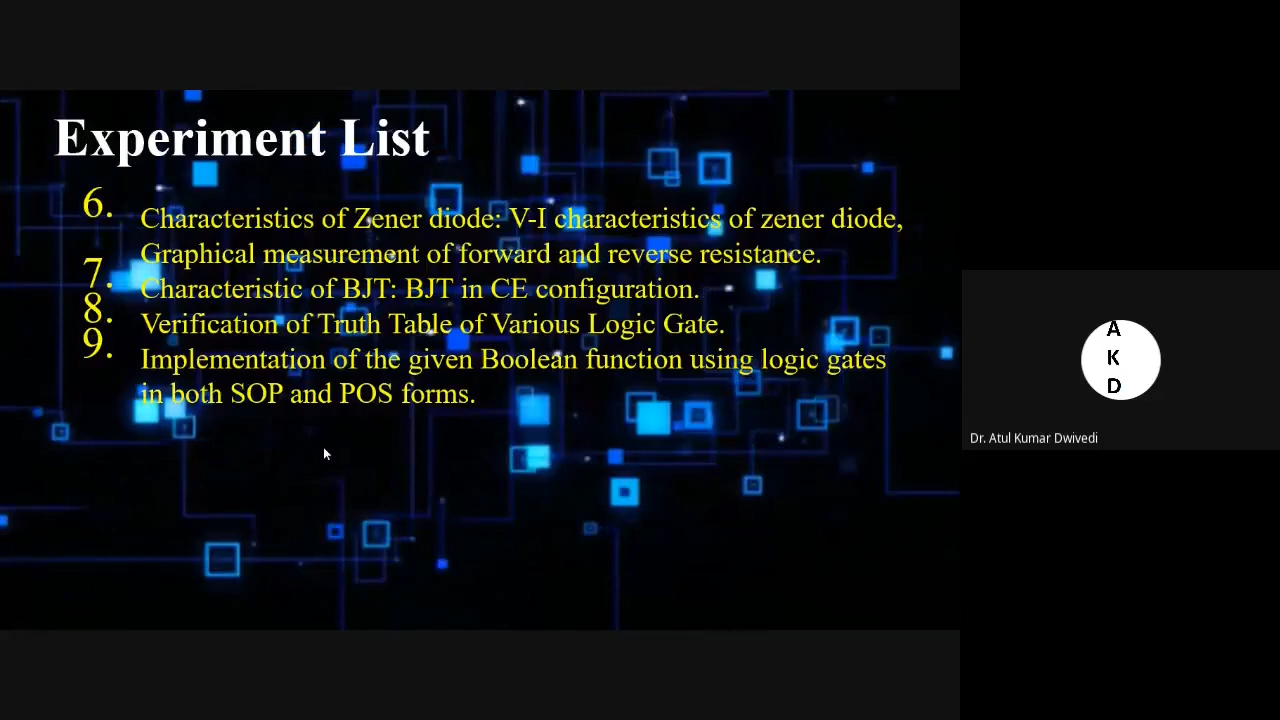 Experiment List
6. Characteristics of Zener diode: V-I characteristics of zener diode,
Graphical measurement of forward and reverse resistance.
7. Characteristic of BJT: BJT in CE configuration.
8. Verification of Truth Table of Various Logic Gate.
9. Implementation of the given Boolean function using logic gates
in both SOP and POS forms.
A
K
D
Dr. Atul Kumar Dwivedi